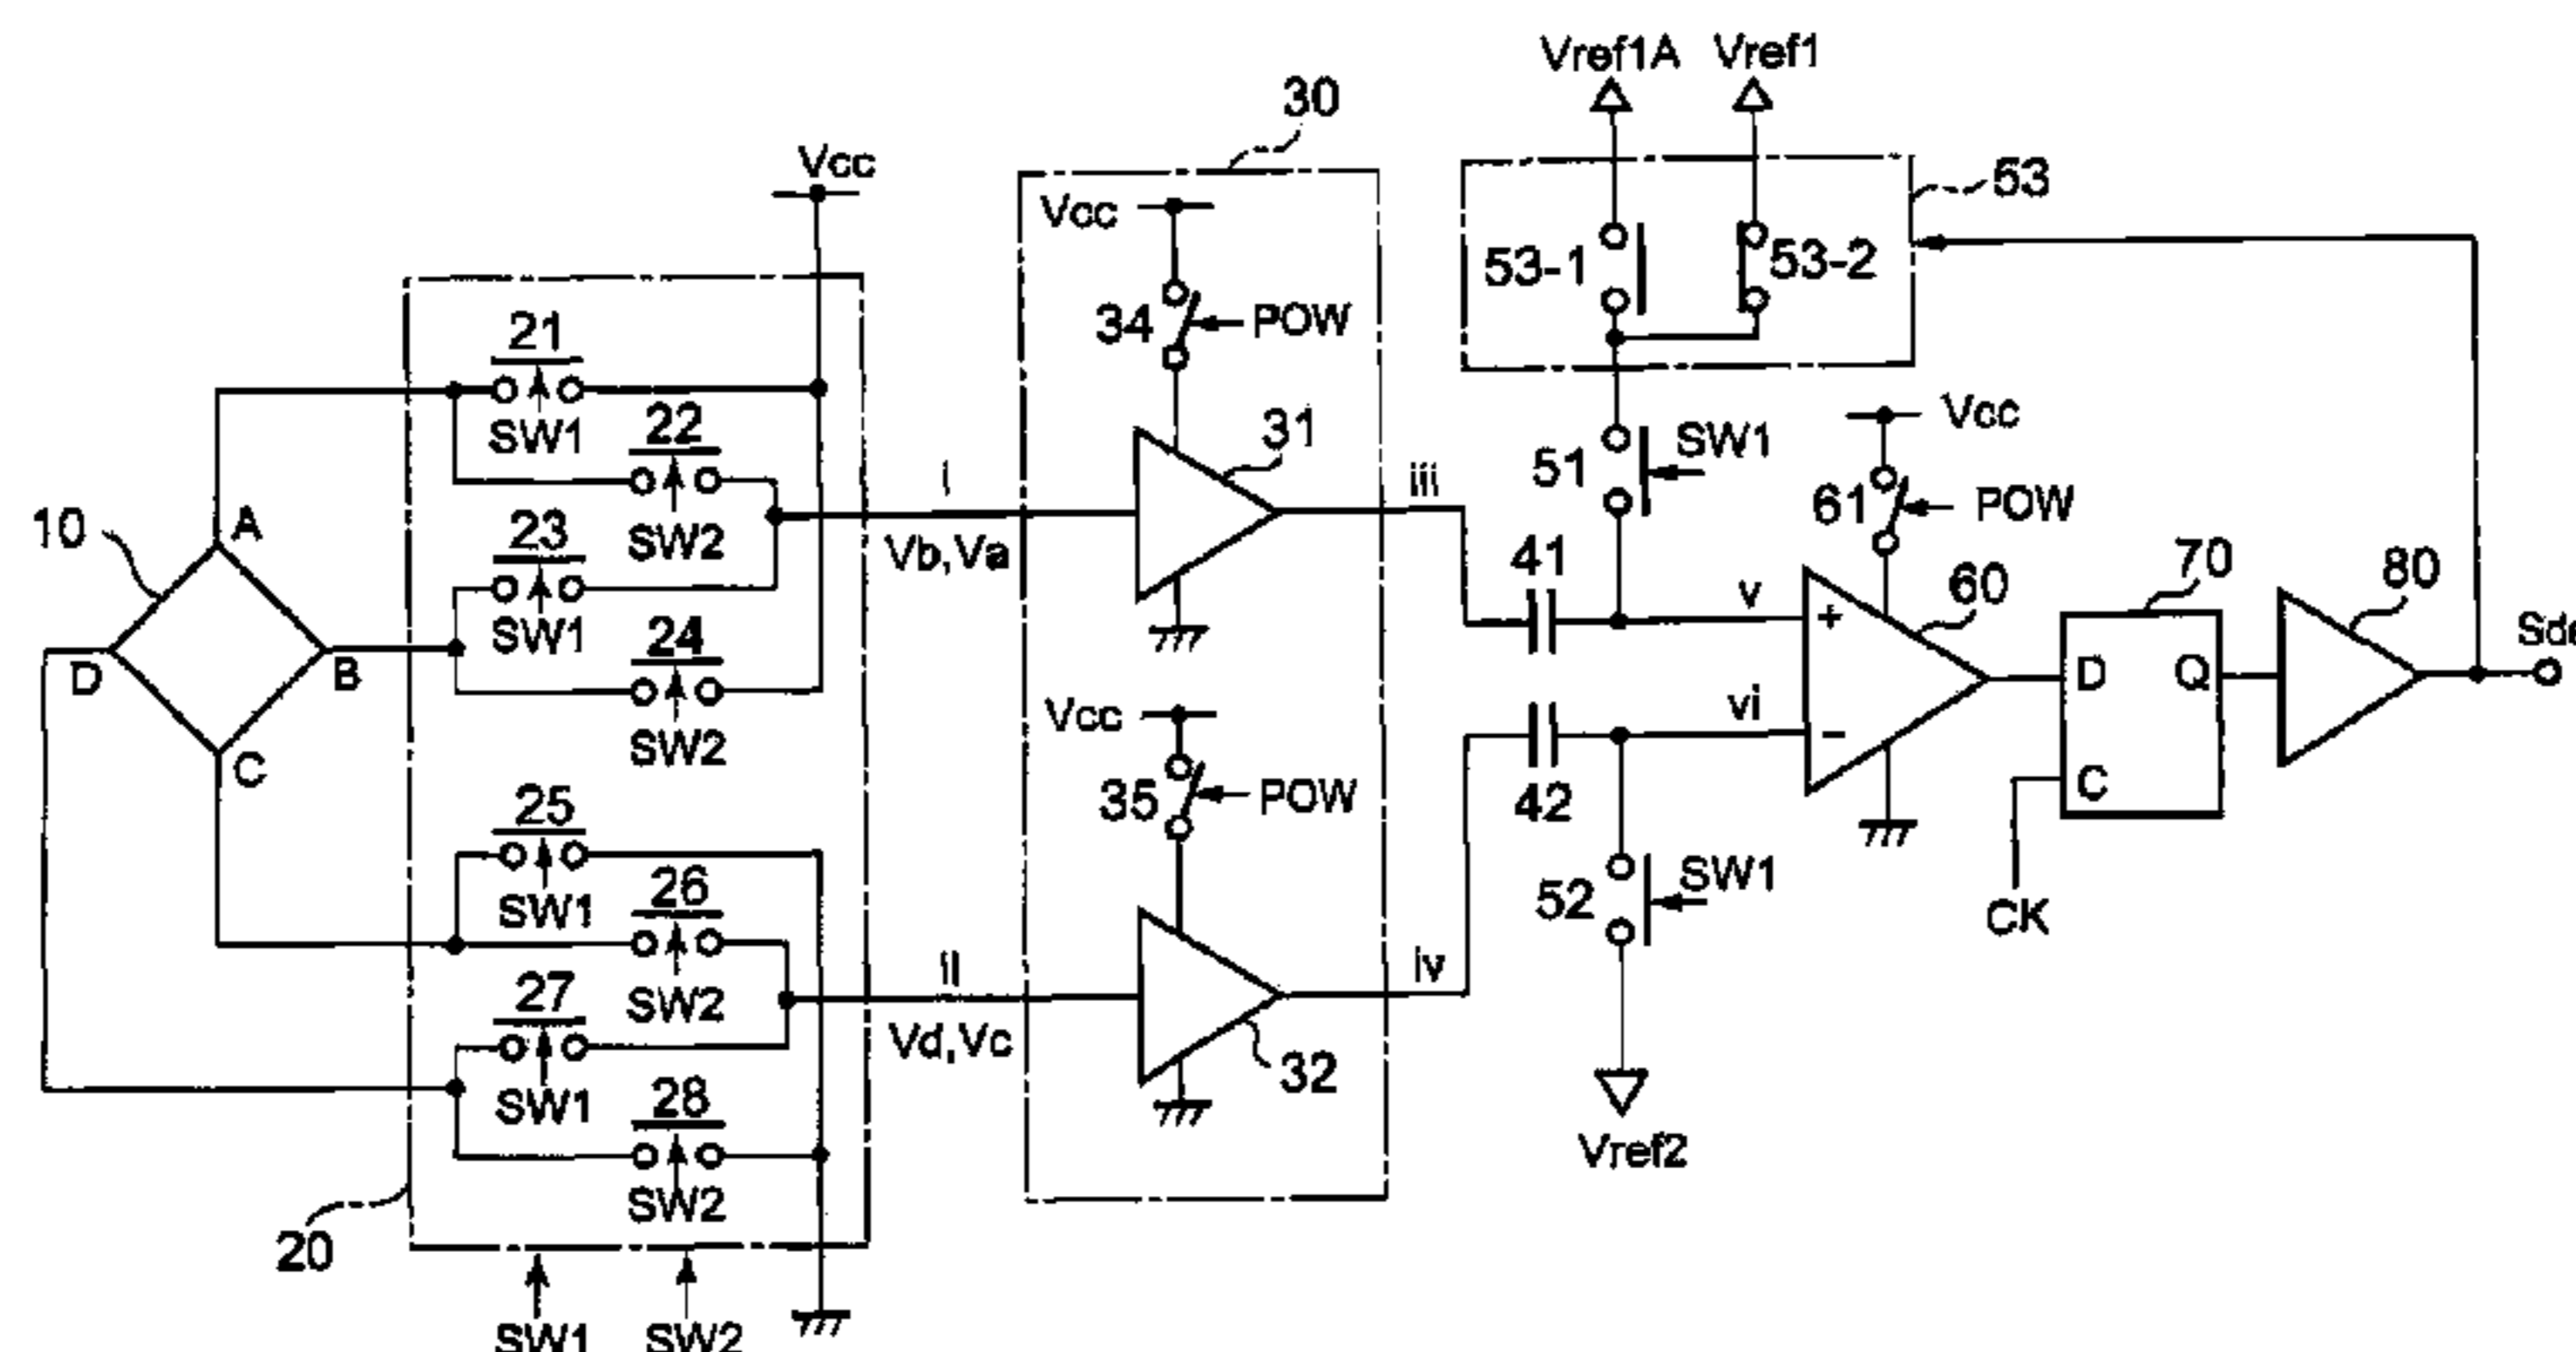 Vref1A Vref1
30
Vcc
53
Vcc
53-1 53-2
21
34 POW
SW1
22
31
Vcc
SW1
iii
51
10 A
23
SW2
i
Vb,Va
61 POW
SW1
41
70
24
v
60
80
D B
+
D Q
SW2
Vcc
vi
C
42
−
C
25
35 POW
26
SW1
SW1
52
CK
27
SW2
ii
iv
Vd,Vc
SW1
28
32
Vref2
SW2
20
SW1 SW2